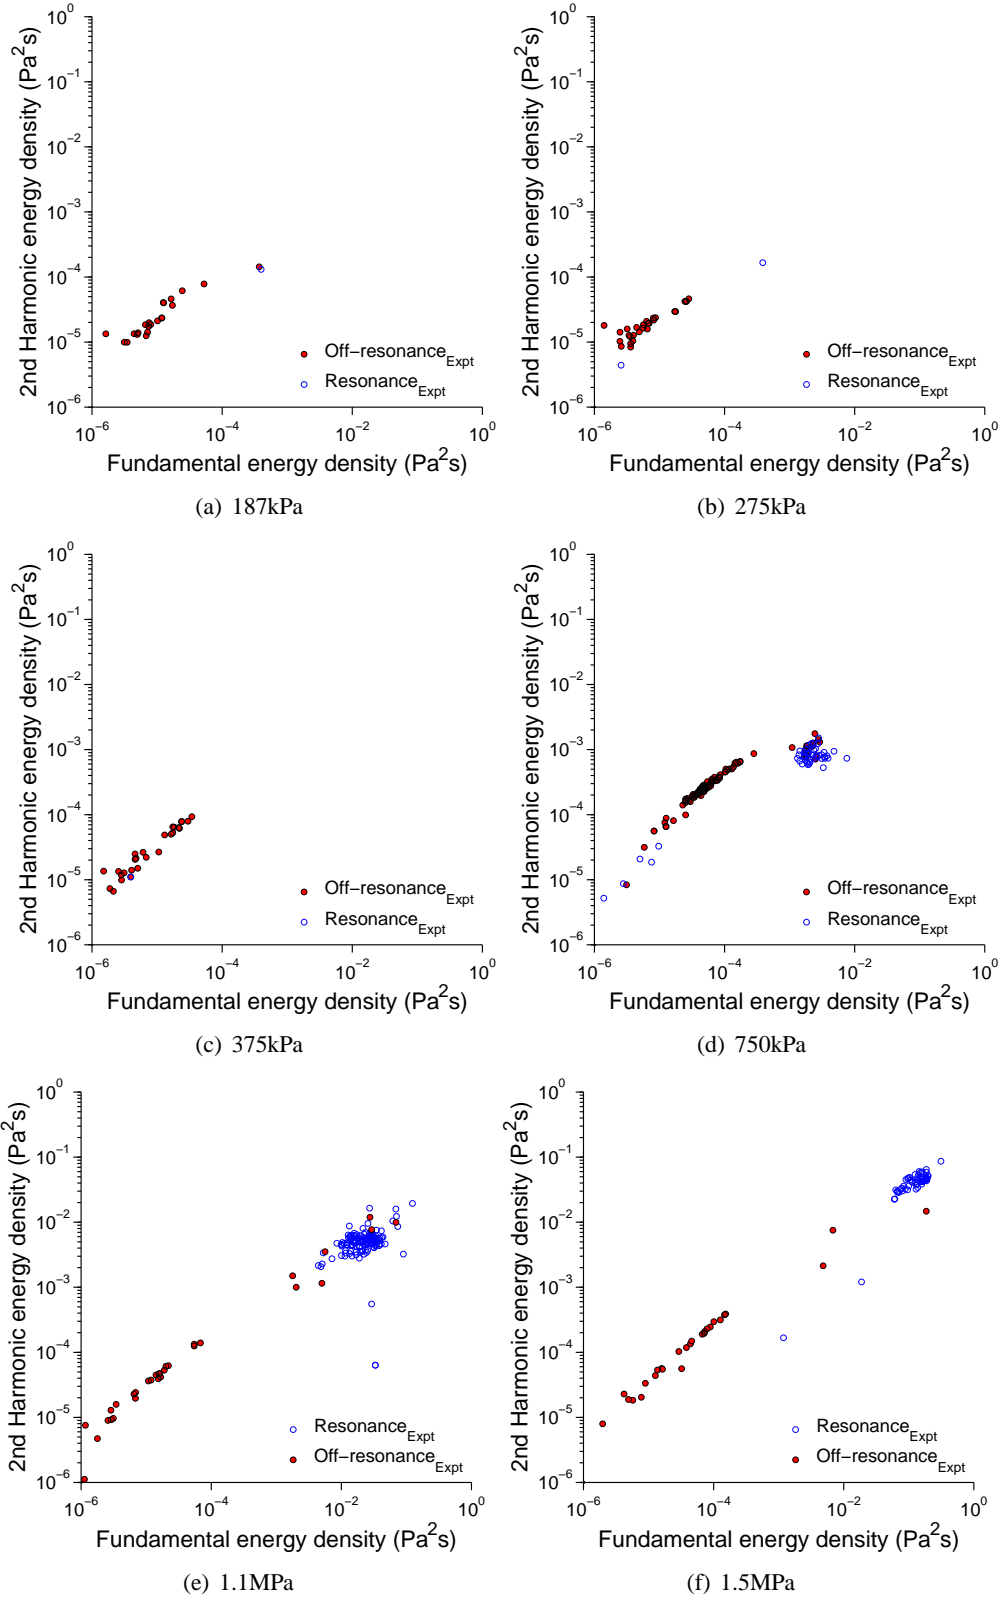 10^0
10^−1
10^−2
10^−3
10^−4
10^−5
10^−6
2nd Harmonic energy density (Pa^2s)
Off−resonance_Expt
Resonance_Expt
10^−6 10^−4 10^−2 10^0
Fundamental energy density (Pa^2s)
(a) 187kPa
10^0
10^−1
10^−2
10^−3
10^−4
10^−5
10^−6
2nd Harmonic energy density (Pa^2s)
Off−resonance_Expt
Resonance_Expt
10^−6 10^−4 10^−2 10^0
Fundamental energy density (Pa^2s)
(b) 275kPa
10^0
10^−1
10^−2
10^−3
10^−4
10^−5
10^−6
2nd Harmonic energy density (Pa^2s)
Off−resonance_Expt
Resonance_Expt
10^−6 10^−4 10^−2 10^0
Fundamental energy density (Pa^2s)
(c) 375kPa
10^0
10^−1
10^−2
10^−3
10^−4
10^−5
10^−6
2nd Harmonic energy density (Pa^2s)
Off−resonance_Expt
Resonance_Expt
10^−6 10^−4 10^−2 10^0
Fundamental energy density (Pa^2s)
(d) 750kPa
10^0
10^−1
10^−2
10^−3
10^−4
10^−5
10^−6
2nd Harmonic energy density (Pa^2s)
Resonance_Expt
Off−resonance_Expt
10^−6 10^−4 10^−2 10^0
Fundamental energy density (Pa^2s)
(e) 1.1MPa
10^0
10^−1
10^−2
10^−3
10^−4
10^−5
10^−6
2nd Harmonic energy density (Pa^2s)
Resonance_Expt
Off−resonance_Expt
10^−6 10^−4 10^−2 10^0
Fundamental energy density (Pa^2s)
(f) 1.5MPa